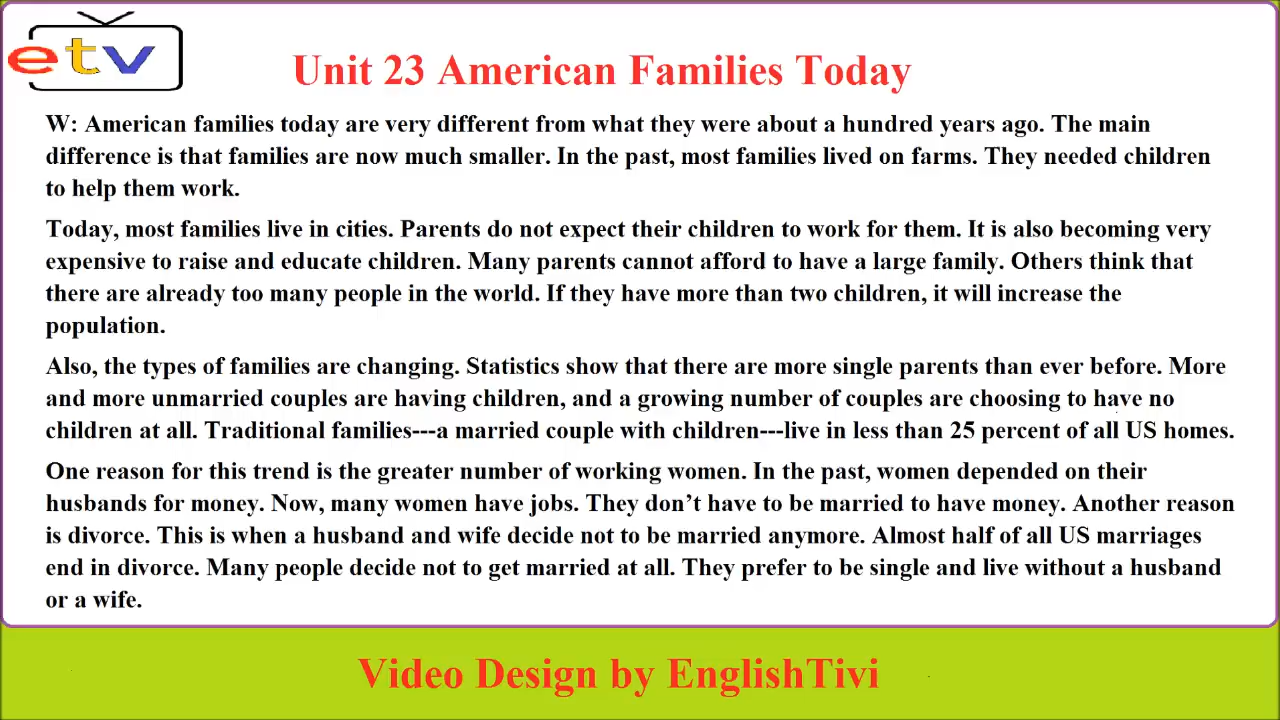 etv
Unit 23 American Families Today
W: American families today are very different from what they were about a hundred years ago. The main
difference is that families are now much smaller. In the past, most families lived on farms. They needed children
to help them work.
Today, most families live in cities. Parents do not expect their children to work for them. It is also becoming very
expensive to raise and educate children. Many parents cannot afford to have a large family. Others think that
there are already too many people in the world. If they have more than two children, it will increase the
population.
Also, the types of families are changing. Statistics show that there are more single parents than ever before. More
and more unmarried couples are having children, and a growing number of couples are choosing to have no
children at all. Traditional families---a married couple with children---live in less than 25 percent of all US homes.
One reason for this trend is the greater number of working women. In the past, women depended on their
husbands for money. Now, many women have jobs. They don’t have to be married to have money. Another reason
is divorce. This is when a husband and wife decide not to be married anymore. Almost half of all US marriages
end in divorce. Many people decide not to get married at all. They prefer to be single and live without a husband
or a wife.
Video Design by EnglishTivi